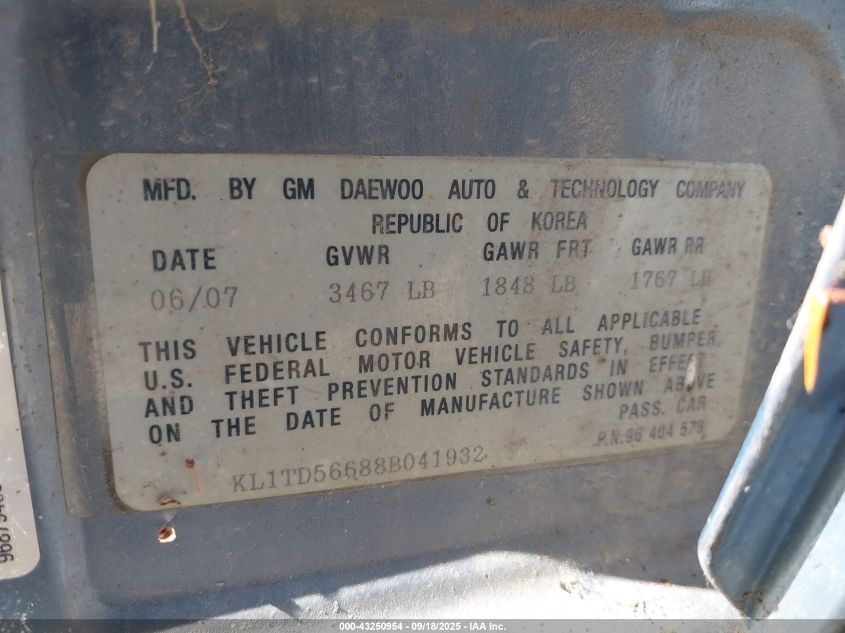 MFD. BY GM DAEWOO AUTO & TECHNOLOGY COMPANY
REPUBLIC OF KOREA
DATE GVWR GAWR FRT GAWR RR
06/07 3467 LB 1848 LB 1767 LB
THIS VEHICLE CONFORMS TO ALL APPLICABLE
U.S. FEDERAL MOTOR VEHICLE SAFETY, BUMPER,
AND THEFT PREVENTION STANDARDS IN EFFECT
ON THE DATE OF MANUFACTURE SHOWN ABOVE
PASS. CAR
P.N.96 404 573
KL1TD56688B041932
000-43250954 - 09/18/2025 - IAA Inc.